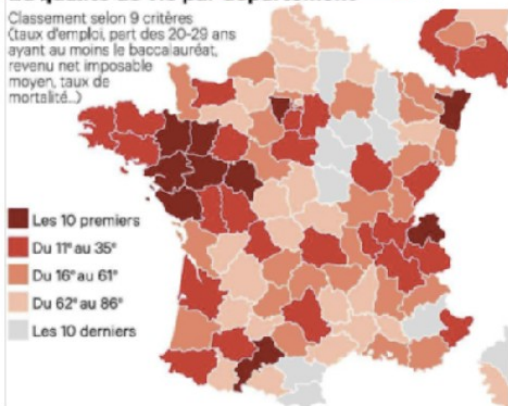 Classement selon 9 critères
(taux d'emploi, part des 20-29 ans
ayant au moins le baccalauréat,
revenu net imposable
moyen, taux de
mortalité...)
Les 10 premiers
Du 11ᵉ au 35ᵉ
Du 16ᵉ au 61ᵉ
Du 62ᵉ au 86ᵉ
Les 10 derniers